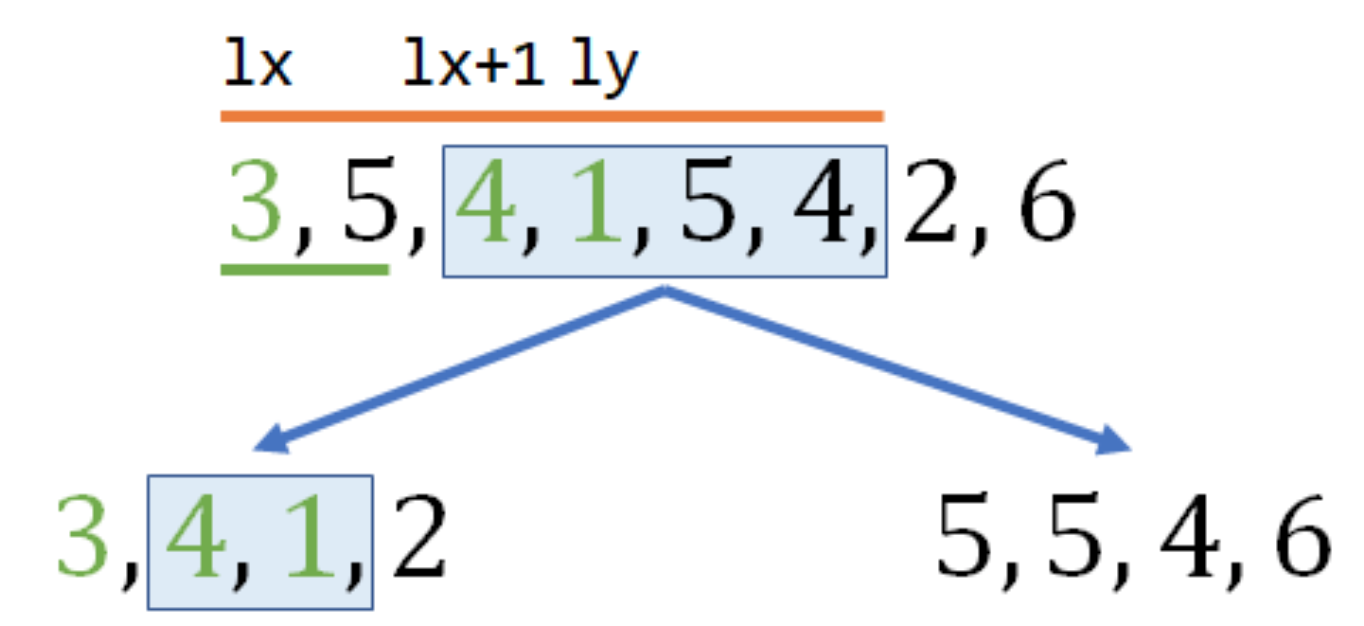 lx lx+1 ly
3, 5, 4, 1, 5, 4, 2, 6
3, 4, 1, 2 5, 5, 4, 6